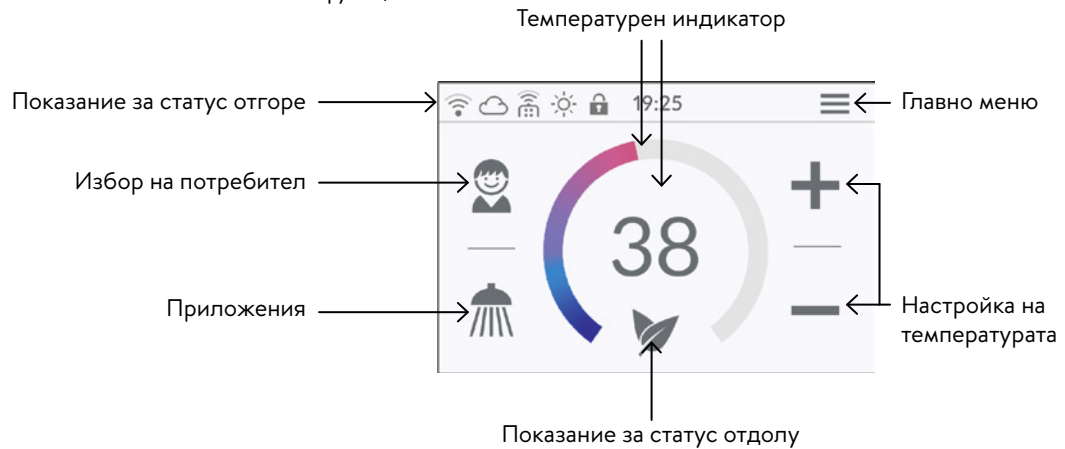 Температурен индикатор
Показание за статус отгоре
19:25
Главно меню
Избор на потребител
38
Приложения
Настройка на
температурата
Показание за статус отдолу